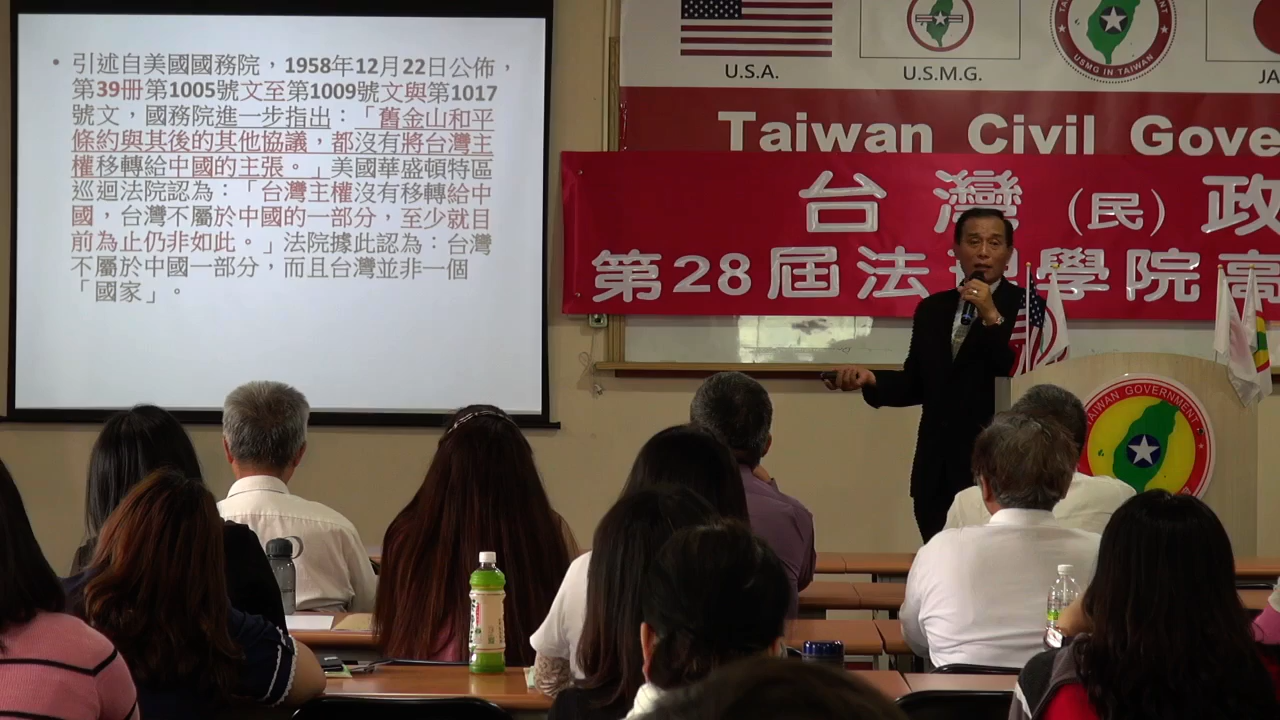 • 引述自美國國務院，1958年12月22日公佈，
第39冊第1005號文至第1009號文與第1017
號文，國務院進一步指出：「舊金山和平
條約與其後的其他協議，都沒有將台灣主
權移轉給中國的主張。」美國華盛頓特區
巡迴法院認為：「台灣主權沒有移轉給中
國，台灣不屬於中國的一部分，至少就目
前為止仍非如此。」法院據此認為：台灣
不屬於中國一部分，而且台灣並非一個
「國家」。
U.S.A.
U.S.M.G.
USMG IN TAIWAN
JA
Taiwan Civil Gove
台灣（民）政
第28屆法理學院高
TAIWAN GOVERNMENT